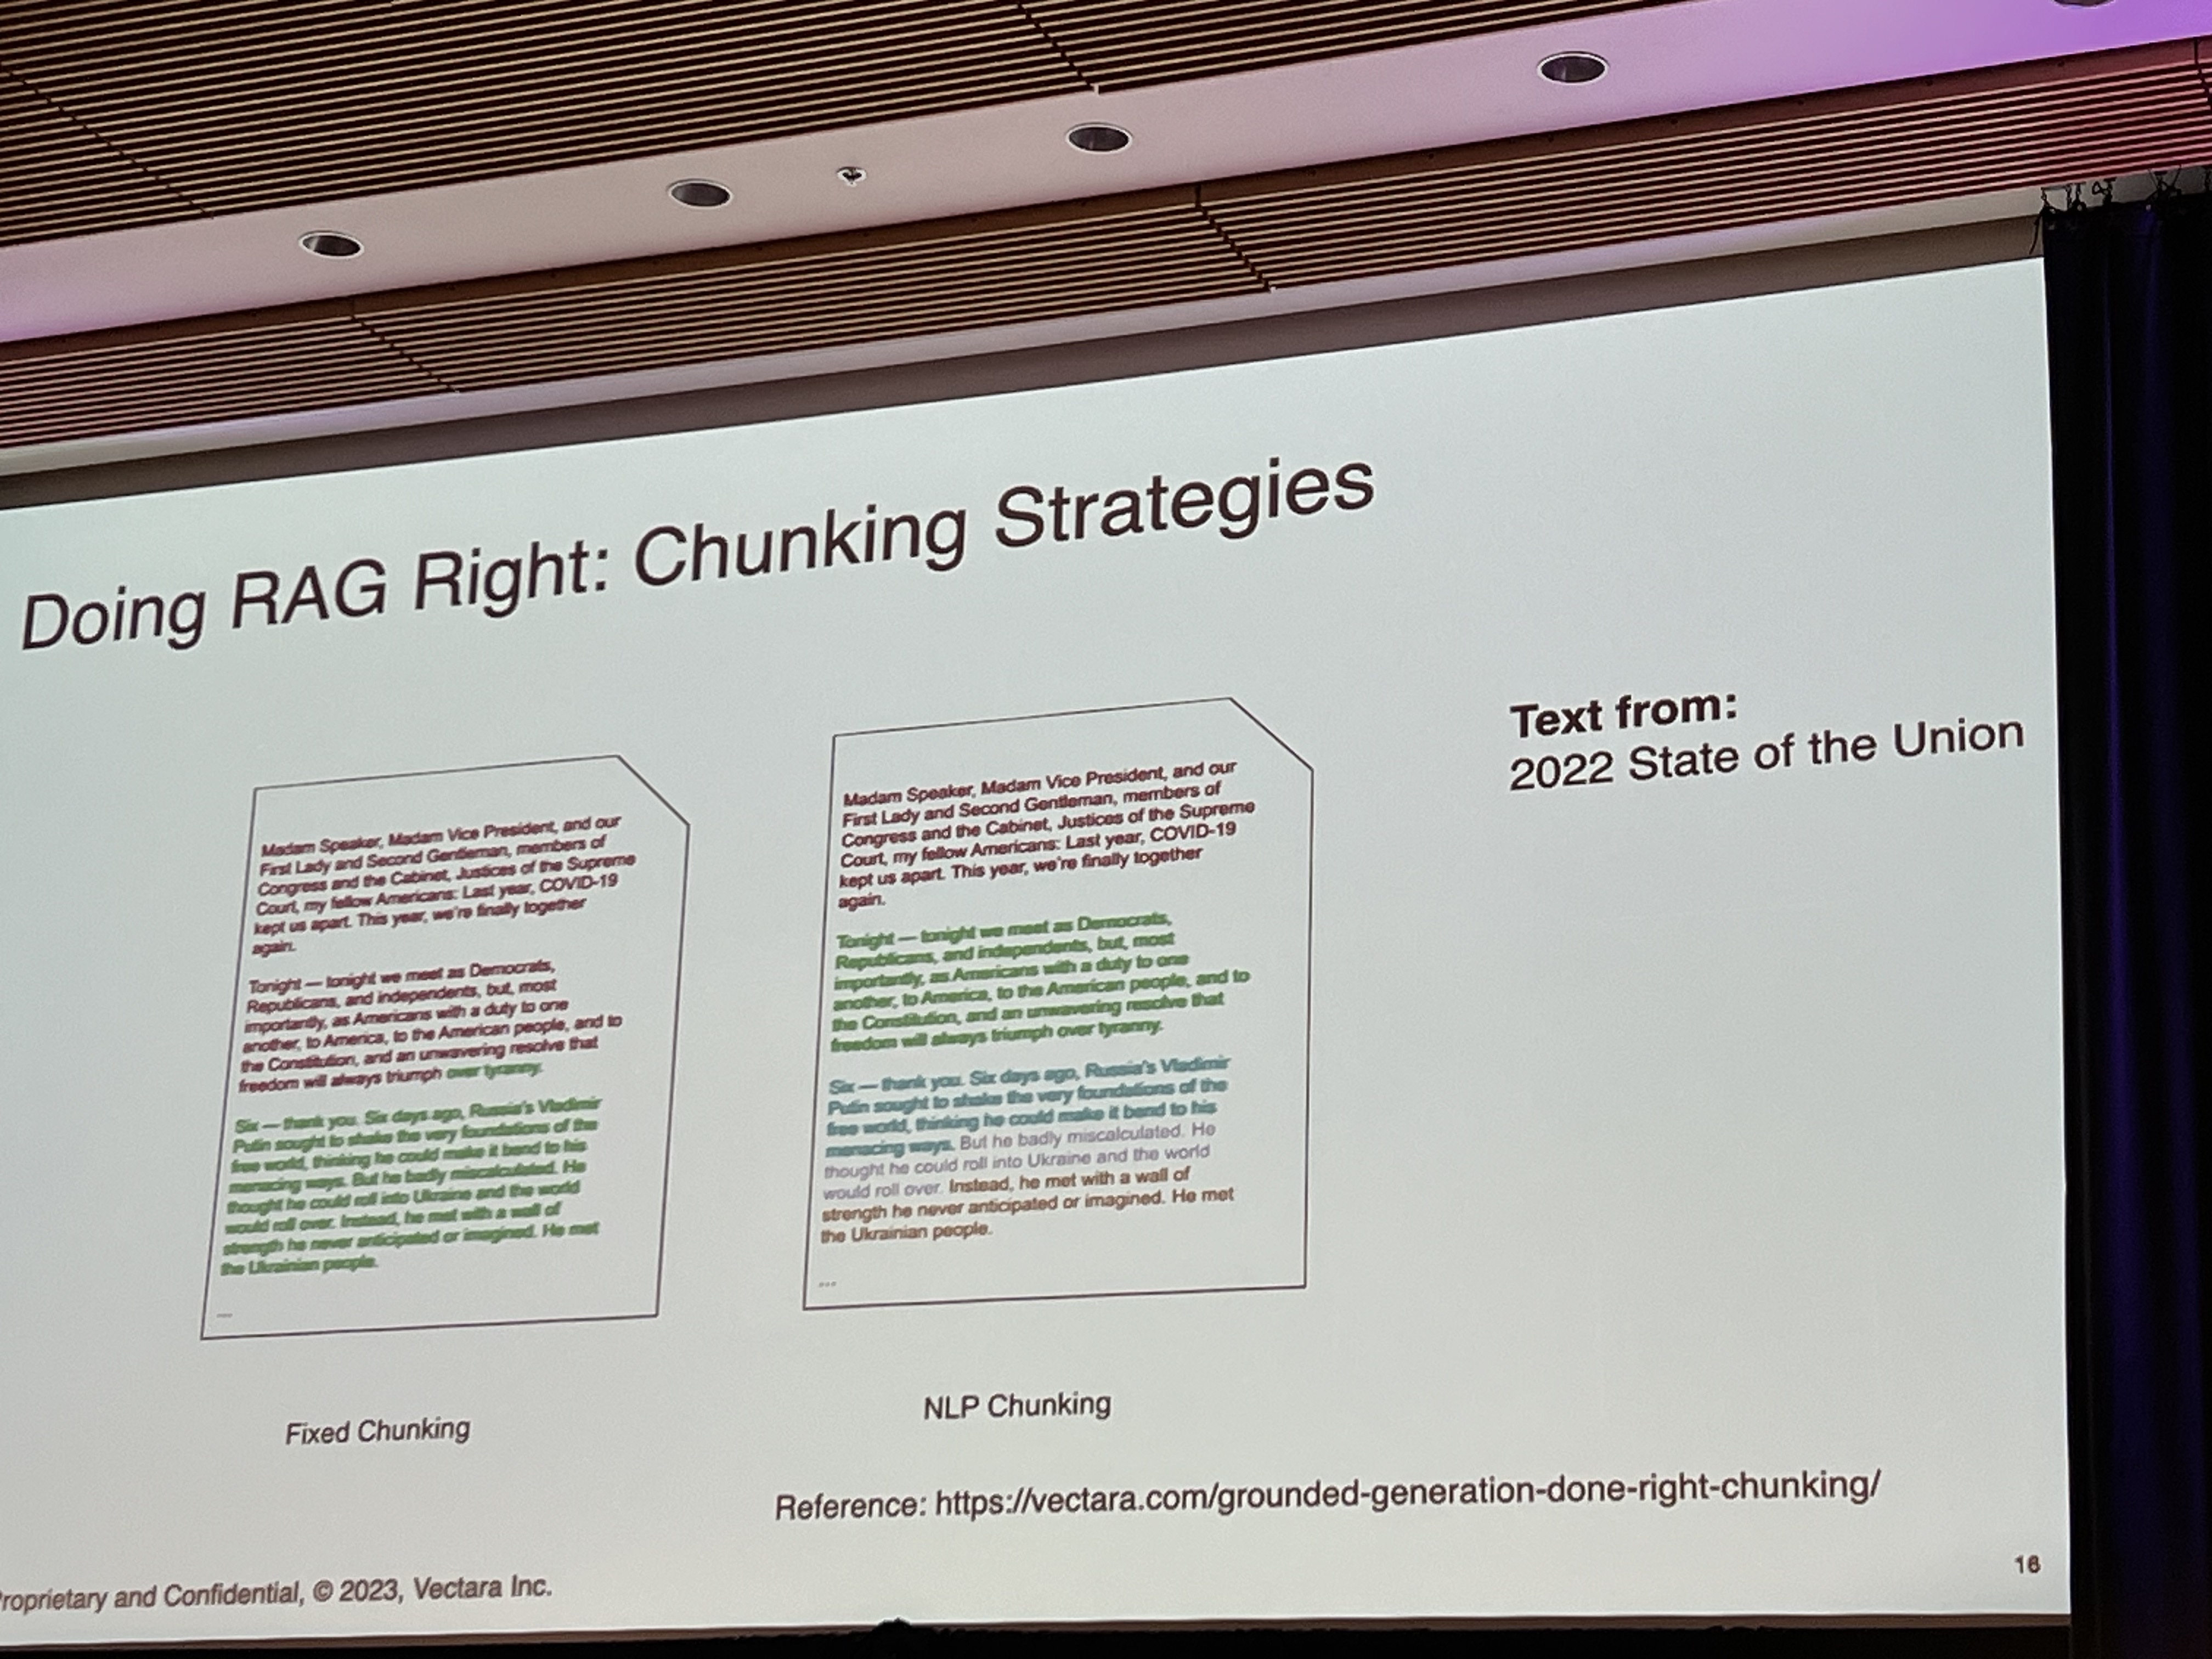 Doing RAG Right: Chunking Strategies
Madam Speaker, Madam Vice President, and our
First Lady and Second Gentleman, members of
Congress and the Cabinet, Justices of the Supreme
Court, my fellow Americans: Last year, COVID-19
kept us apart. This year, we're finally together
again.
Tonight — tonight we meet as Democrats,
Republicans, and independents, but, most
importantly, as Americans with a duty to one
another, to America, to the American people, and to
the Constitution, and an unwavering resolve that
freedom will always triumph over tyranny.
Six — thank you. Six days ago, Russia's Vladimir
Putin sought to shake the very foundations of the
free world, thinking he could make it bend to his
menacing ways. But he badly miscalculated. He
thought he could roll into Ukraine and the world
would roll over. Instead, he met with a wall of
strength he never anticipated or imagined. He met
the Ukrainian people.
...
Fixed Chunking
Madam Speaker, Madam Vice President, and our
First Lady and Second Gentleman, members of
Congress and the Cabinet, Justices of the Supreme
Court, my fellow Americans: Last year, COVID-19
kept us apart. This year, we're finally together
again.
Tonight — tonight we meet as Democrats,
Republicans, and independents, but, most
importantly, as Americans with a duty to one
another, to America, to the American people, and to
the Constitution, and an unwavering resolve that
freedom will always triumph over tyranny.
Six — thank you. Six days ago, Russia's Vladimir
Putin sought to shake the very foundations of the
free world, thinking he could make it bend to his
menacing ways. But he badly miscalculated. He
thought he could roll into Ukraine and the world
would roll over. Instead, he met with a wall of
strength he never anticipated or imagined. He met
the Ukrainian people.
...
NLP Chunking
Text from:
2022 State of the Union
Reference: https://vectara.com/grounded-generation-done-right-chunking/
roprietary and Confidential, © 2023, Vectara Inc.
16